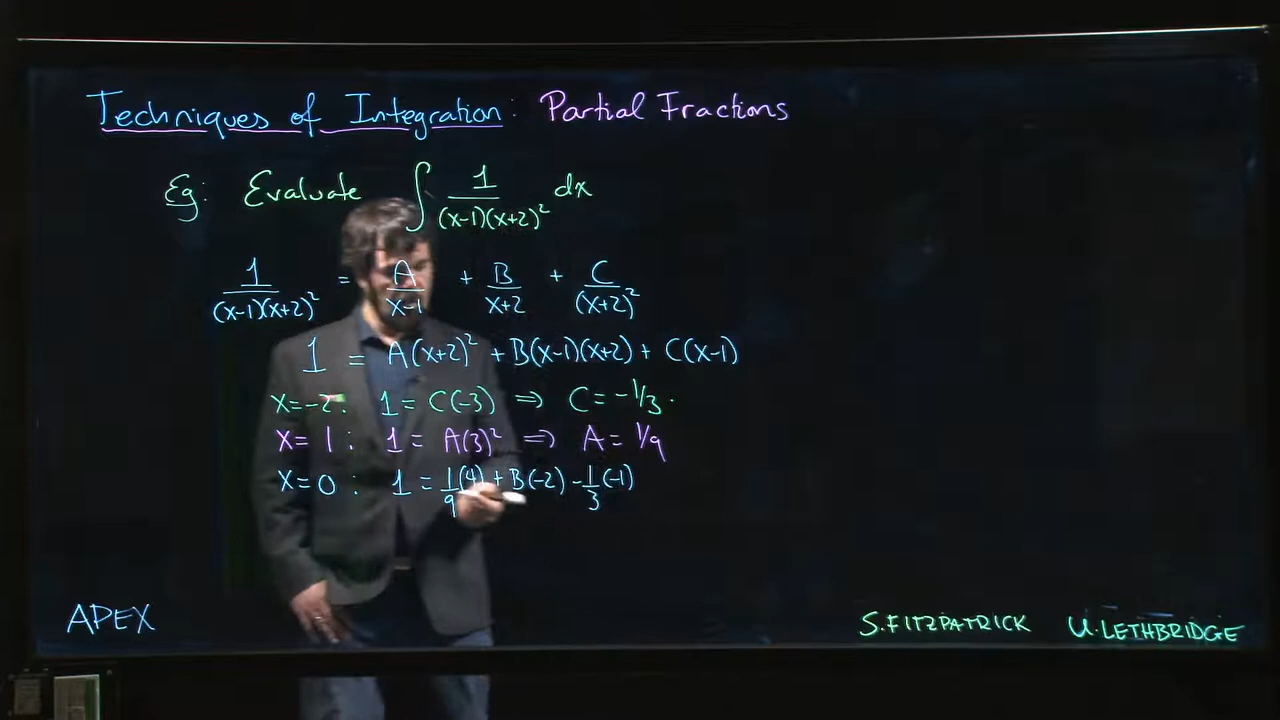 Techniques of Integration: Partial Fractions
Eg: Evaluate ∫ 1/((x-1)(x+2)²) dx
1/((x-1)(x+2)²) = A/(x-1) + B/(x+2) + C/(x+2)²
1 = A(x+2)² + B(x-1)(x+2) + C(x-1)
x=-2: 1 = C(-3) ⇒ C = -1/3.
x=1: 1 = A(3)² ⇒ A = 1/9
x=0: 1 = 1/9(4) + B(-2) - 1/3(-1)
APEX
S.FITZPATRICK U.LETHBRIDGE